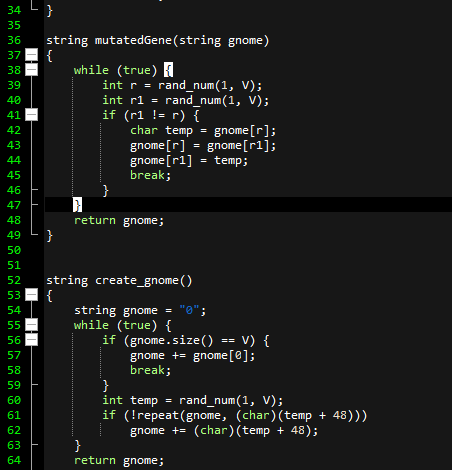 34 }
35
36 string mutatedGene(string gnome)
37 {
38 while (true) {
39 int r = rand_num(1, V);
40 int r1 = rand_num(1, V);
41 if (r1 != r) {
42 char temp = gnome[r];
43 gnome[r] = gnome[r1];
44 gnome[r1] = temp;
45 break;
46 }
47 }
48 return gnome;
49 }
50
51
52 string create_gnome()
53 {
54 string gnome = "0";
55 while (true) {
56 if (gnome.size() == V) {
57 gnome += gnome[0];
58 break;
59 }
60 int temp = rand_num(1, V);
61 if (!repeat(gnome, (char)(temp + 48)))
62 gnome += (char)(temp + 48);
63 }
64 return gnome;